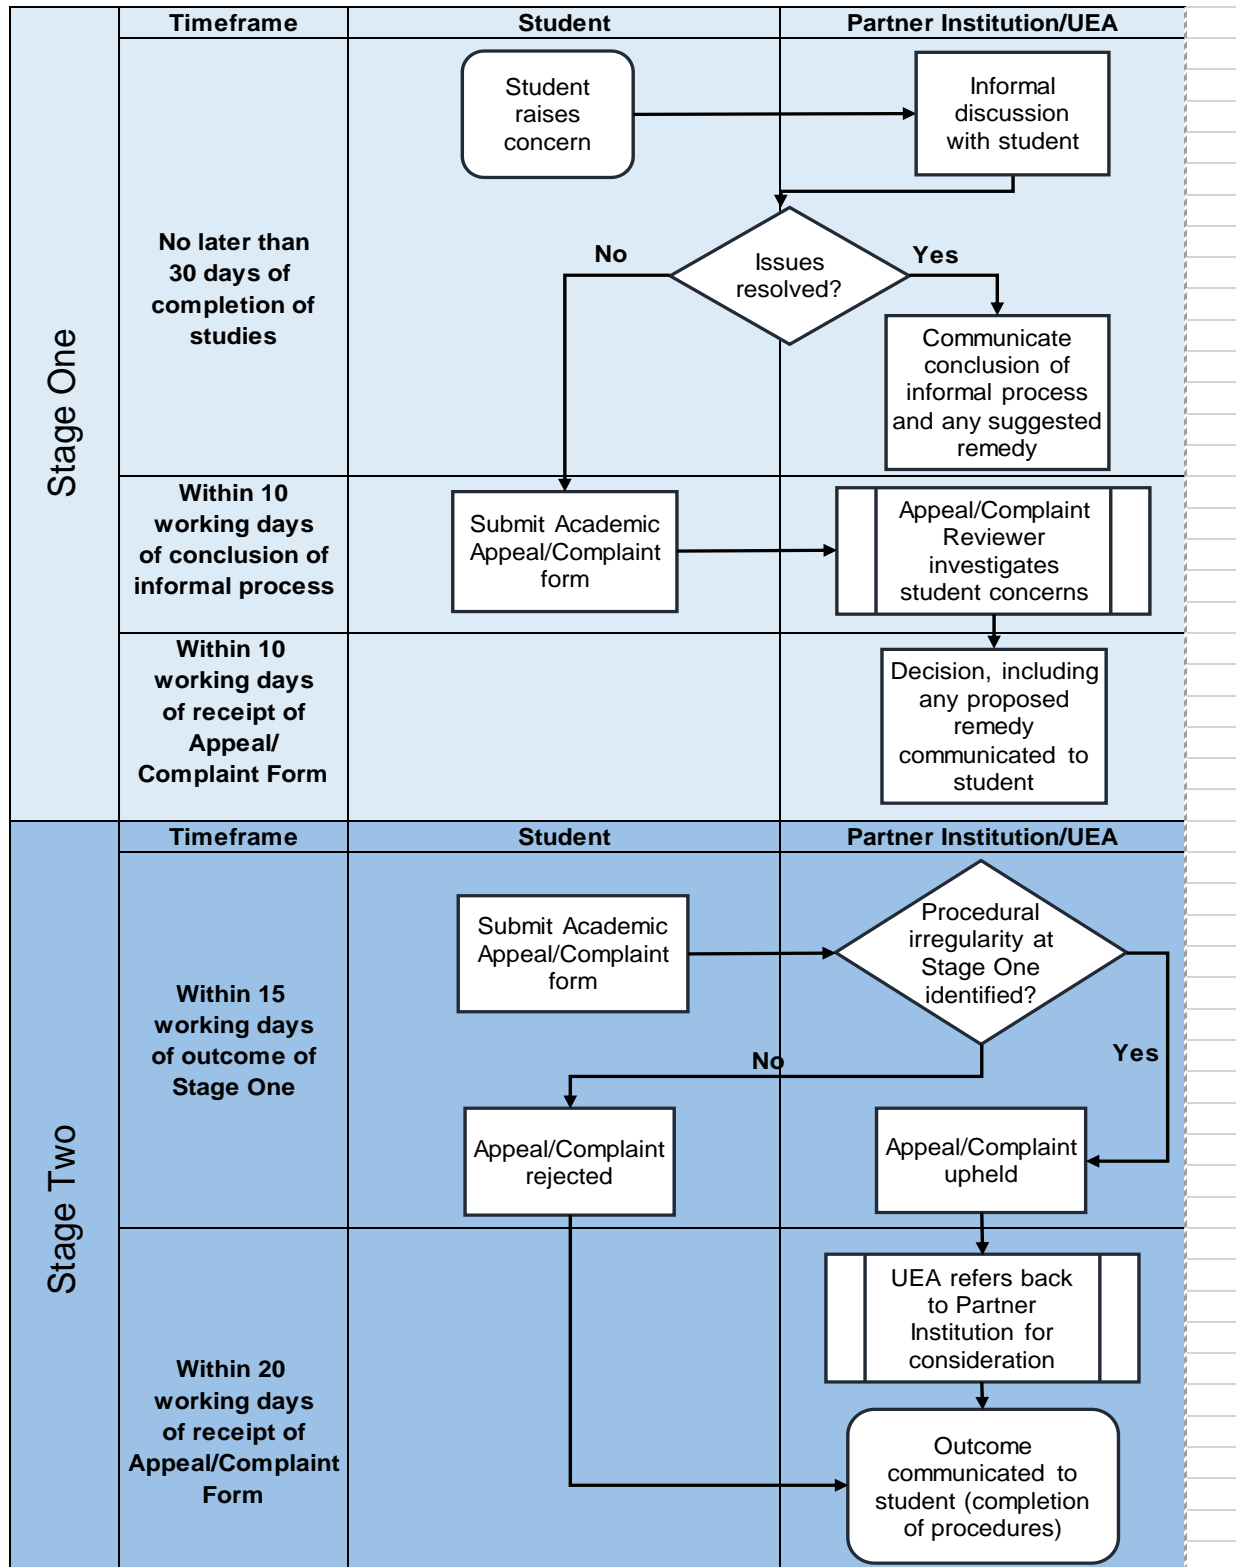 Timeframe
Student
Partner Institution/UEA
Stage One
No later than
30 days of
completion of
studies
Student
raises
concern
Informal
discussion
with student
Issues
resolved?
No
Yes
Communicate
conclusion of
informal process
and any suggested
remedy
Within 10
working days
of conclusion of
informal process
Submit Academic
Appeal/Complaint
form
Appeal/Complaint
Reviewer
investigates
student concerns
Within 10
working days
of receipt of
Appeal/
Complaint Form
Decision, including
any proposed
remedy
communicated to
student
Timeframe
Student
Partner Institution/UEA
Stage Two
Within 15
working days
of outcome of
Stage One
Submit Academic
Appeal/Complaint
form
Procedural
irregularity at
Stage One
identified?
No
Yes
Appeal/Complaint
rejected
Appeal/Complaint
upheld
Within 20
working days
of receipt of
Appeal/Complaint
Form
UEA refers back
to Partner
Institution for
consideration
Outcome
communicated to
student (completion
of procedures)